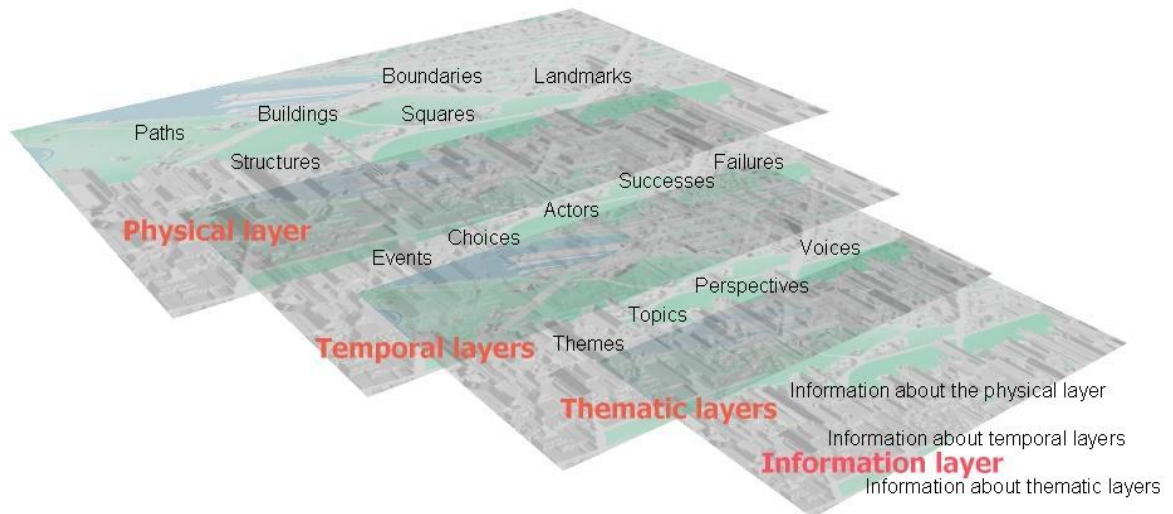 Boundaries
Landmarks
Buildings
Squares
Paths
Structures
Physical layer
Failures
Successes
Actors
Choices
Events
Temporal layers
Voices
Perspectives
Topics
Themes
Thematic layers
Information about the physical layer
Information about temporal layers
Information layer
Information about thematic layers